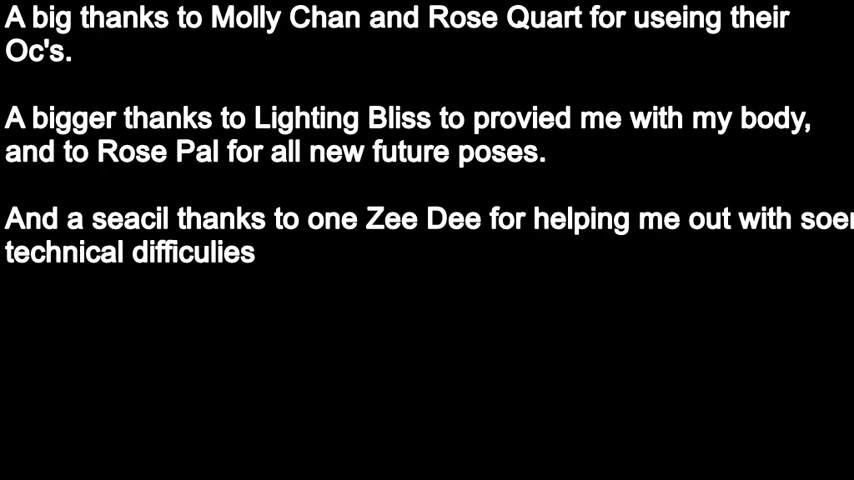 A big thanks to Molly Chan and Rose Quart for useing their
Oc's.
A bigger thanks to Lighting Bliss to provied me with my body,
and to Rose Pal for all new future poses.
And a seacil thanks to one Zee Dee for helping me out with
technical difficulies